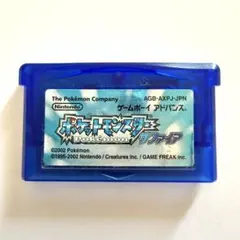 The Pokémon Company
AGB-AXPJ-JPN
Nintendo
ゲームボーイ アドバンス
ポケットモンスター
サファイア
©2002 Pokémon
©1995-2002 Nintendo / Creatures inc. / GAME FREAK inc.